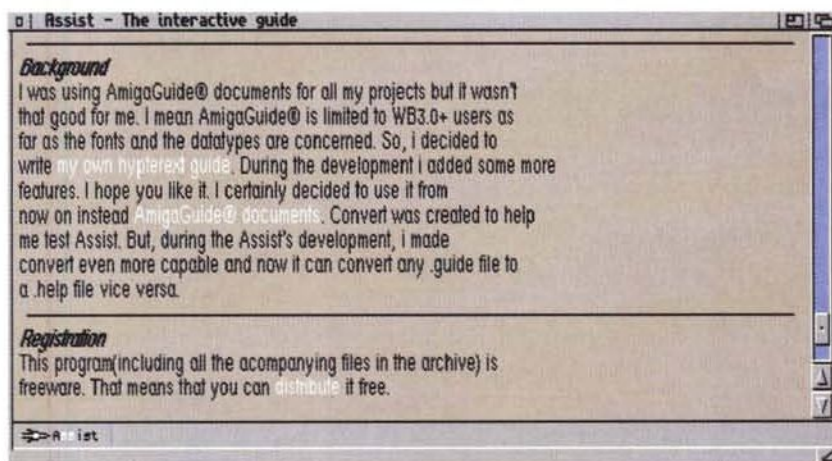 Assist - The interactive guide
Background
I was using AmigaGuide® documents for all my projects but it wasn't
that good for me. I mean AmigaGuide® is limited to WB3.0+ users as
far as the fonts and the datatypes are concerned. So, i decided to
write my own hypterext guide. During the development i added some more
features. I hope you like it. I certainly decided to use it from
now on instead AmigaGuide® documents. Convert was created to help
me test Assist. But, during the Assist's development, i made
convert even more capable and now it can convert any .guide file to
a .help file vice versa.
Registration
This program(including all the acompanying files in the archive) is
freeware. That means that you can distribute it free.
Assist